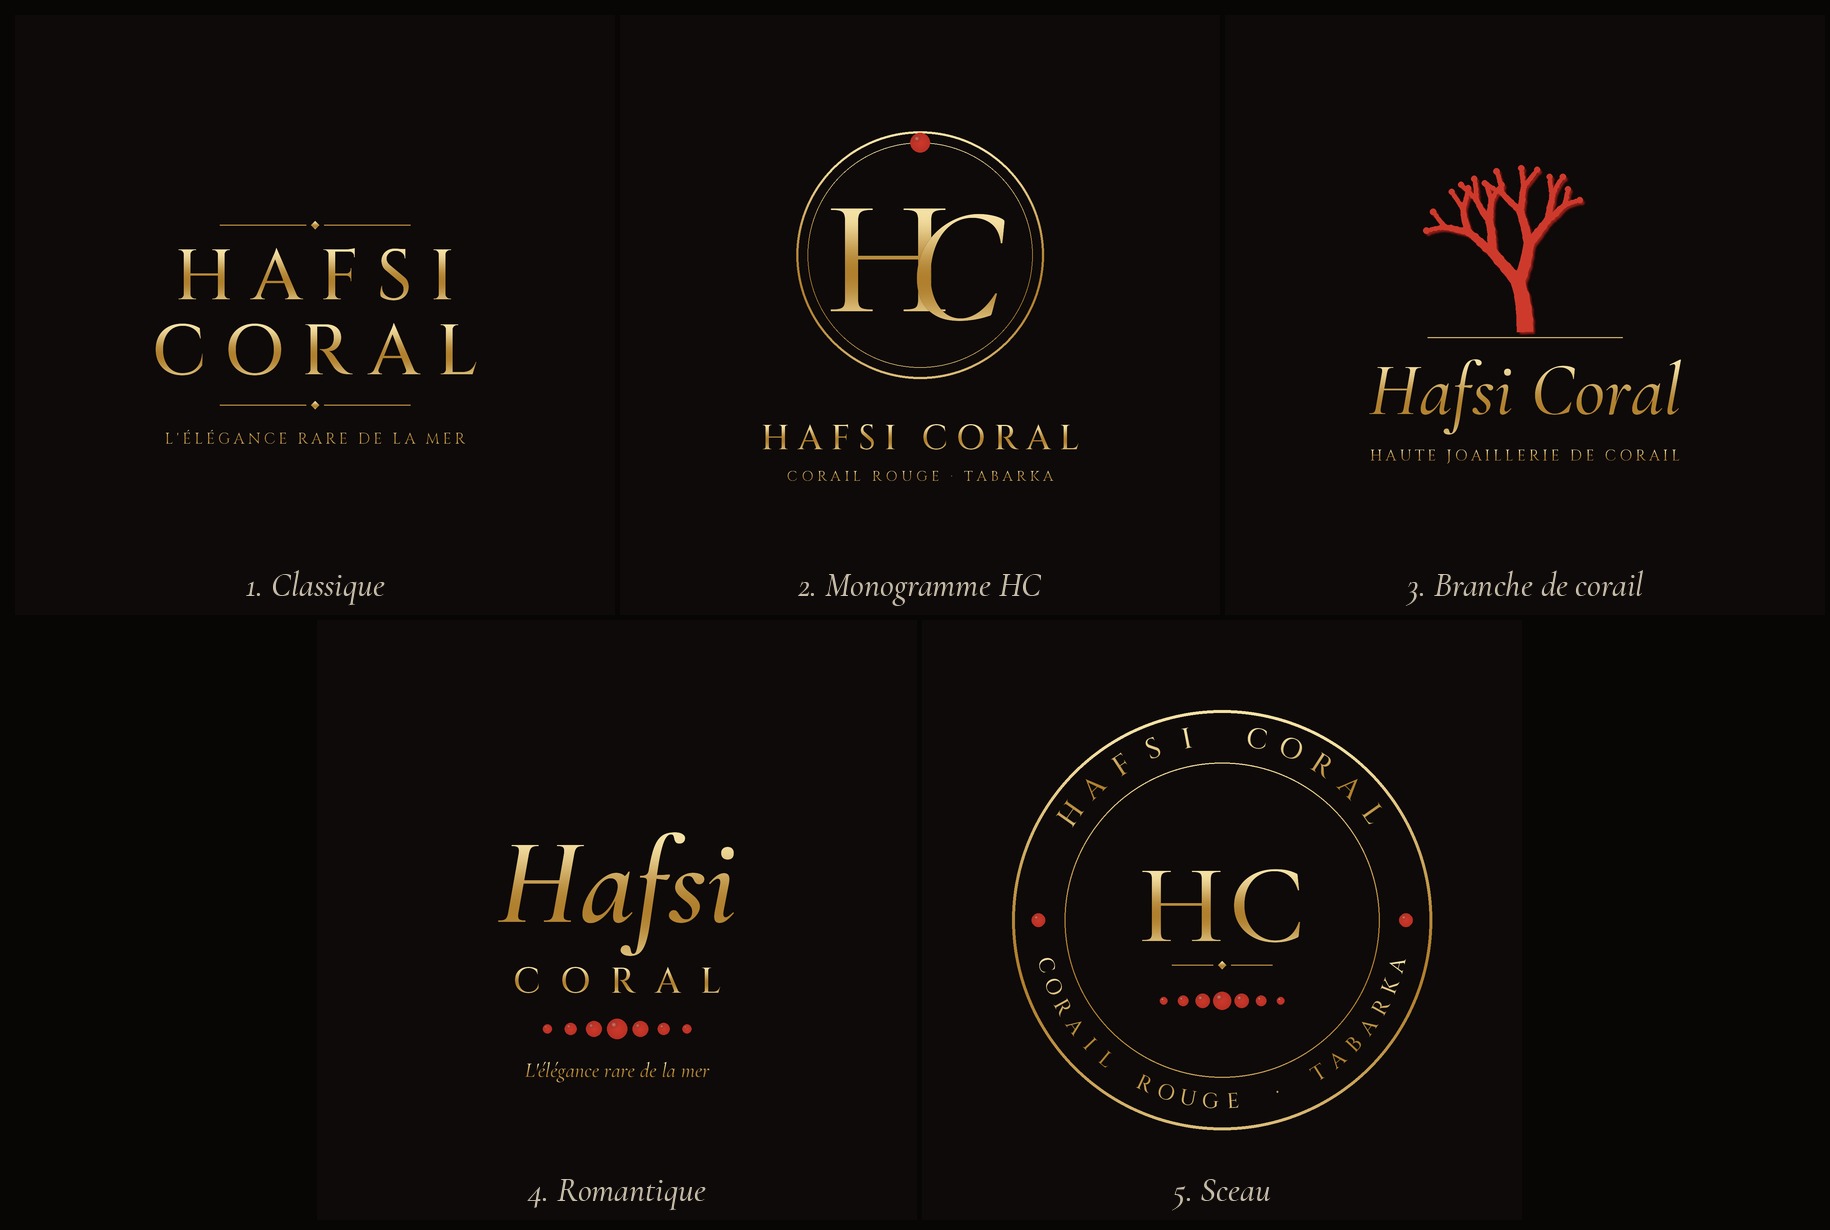 HAFSI
CORAL
L'ÉLÉGANCE RARE DE LA MER
1. Classique
HC
HAFSI CORAL
CORAIL ROUGE · TABARKA
2. Monogramme HC
Hafsi Coral
HAUTE JOAILLERIE DE CORAIL
3. Branche de corail
Hafsi
CORAL
L'élégance rare de la mer
4. Romantique
HAFSI CORAL
HC
CORAIL ROUGE · TABARKA
5. Sceau